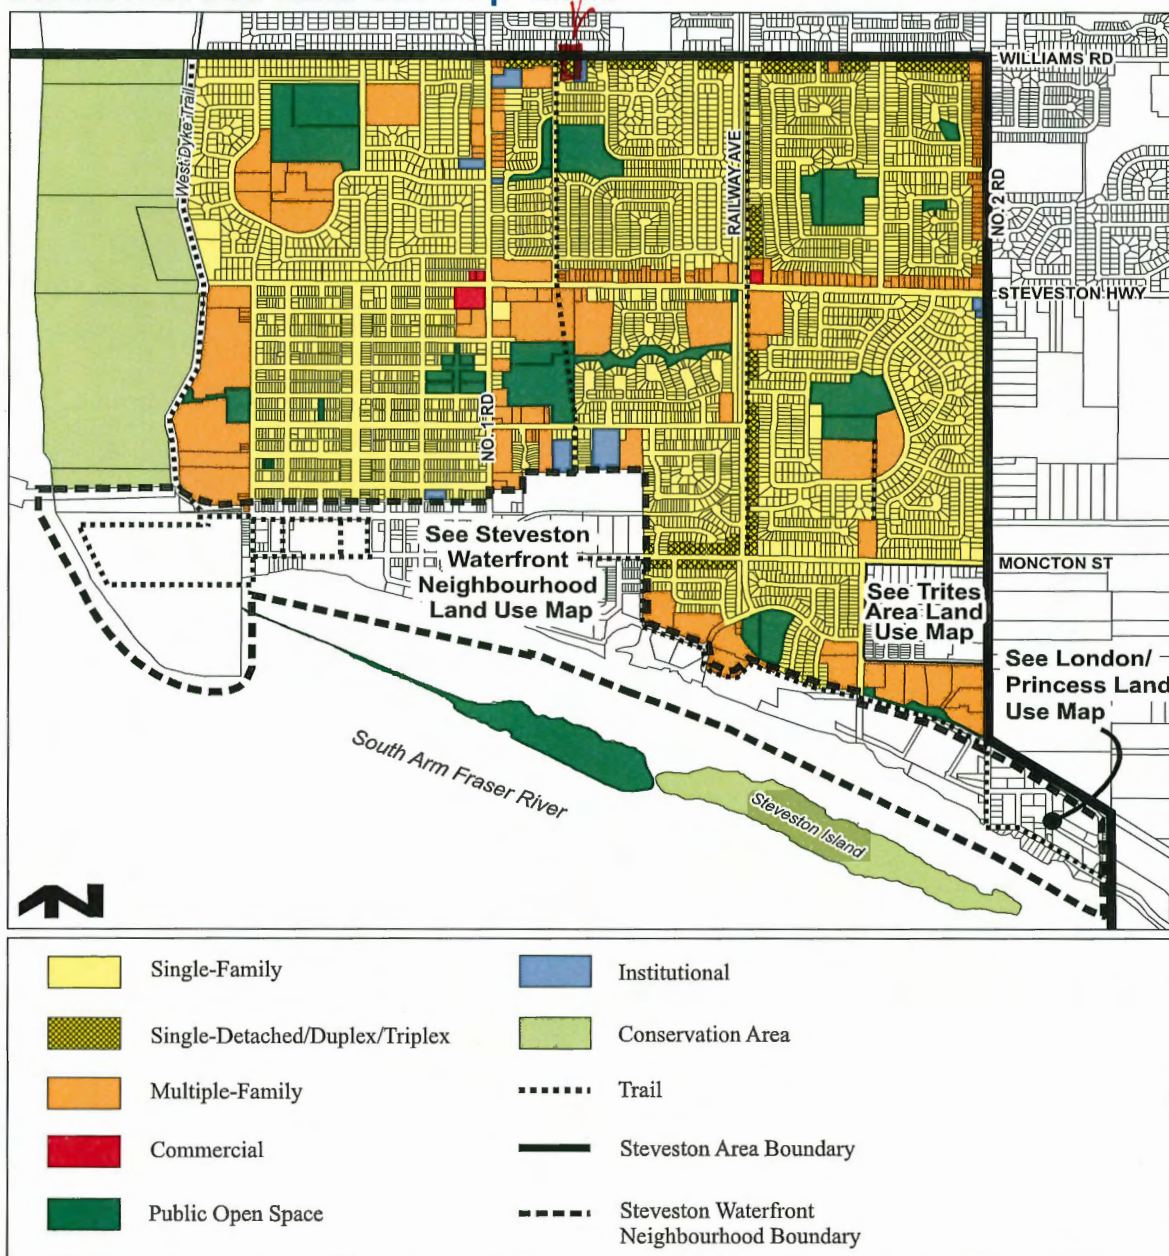 WILLIAMS RD
West Dyke Trail
RAILWAY AVE
NO. 2 RD
STEVESTON HWY
NO. 1 RD
MONCTON ST
See Steveston
Waterfront
Neighbourhood
Land Use Map
See Trites
Area Land
Use Map
See London/
Princess Land
Use Map
South Arm Fraser River
Steveston Island
N
Single-Family
Single-Detached/Duplex/Triplex
Multiple-Family
Commercial
Public Open Space
Institutional
Conservation Area
Trail
Steveston Area Boundary
Steveston Waterfront
Neighbourhood Boundary